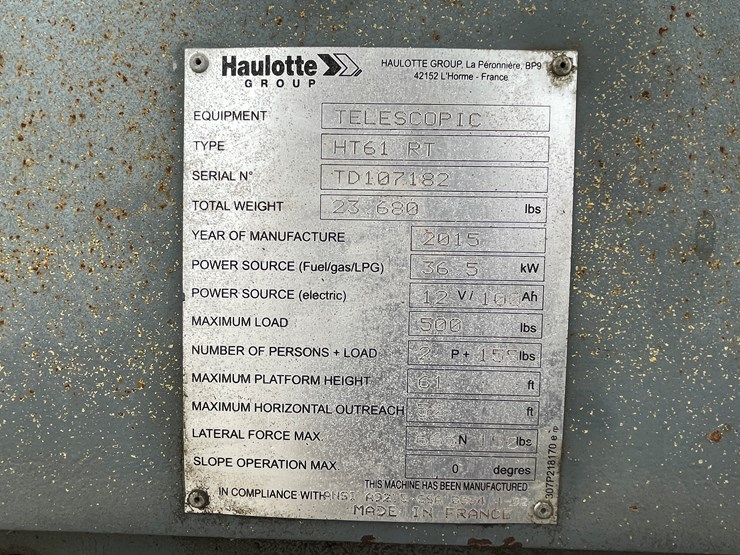 Haulotte
GROUP
HAULOTTE GROUP, La Péronnière, BP9
42152 L'Horme - France
EQUIPMENT TELESCOPIC
TYPE HT61 RT
SERIAL N° TD107182
TOTAL WEIGHT 23 680 lbs
YEAR OF MANUFACTURE 2015
POWER SOURCE (Fuel/gas/LPG) 36 5 kW
POWER SOURCE (electric) 12 V/ Ah
MAXIMUM LOAD 500 lbs
NUMBER OF PERSONS + LOAD 2 P + lbs
MAXIMUM PLATFORM HEIGHT 61 ft
MAXIMUM HORIZONTAL OUTREACH ft
LATERAL FORCE MAX N lbs
SLOPE OPERATION MAX 0 degres
THIS MACHINE HAS BEEN MANUFACTURED
IN COMPLIANCE WITH ANSI
MADE IN FRANCE
307P218170 e